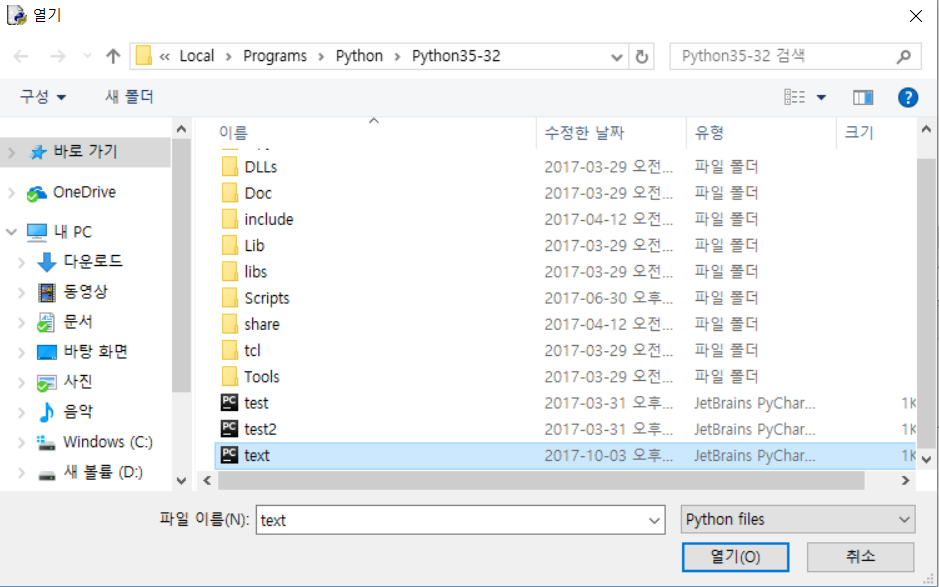 열기
« Local › Programs › Python › Python35-32
Python35-32 검색
구성
새 폴더
이름
수정한 날짜
유형
크기
바로 가기
OneDrive
내 PC
다운로드
동영상
문서
바탕 화면
사진
음악
Windows (C:)
새 볼륨 (D:)
DLLs 2017-03-29 오전... 파일 폴더
Doc 2017-03-29 오전... 파일 폴더
include 2017-04-12 오전... 파일 폴더
Lib 2017-03-29 오전... 파일 폴더
libs 2017-03-29 오전... 파일 폴더
Scripts 2017-06-30 오후... 파일 폴더
share 2017-04-12 오전... 파일 폴더
tcl 2017-03-29 오전... 파일 폴더
Tools 2017-03-29 오전... 파일 폴더
PC test 2017-03-31 오후... JetBrains PyChar... 1K
PC test2 2017-03-31 오후... JetBrains PyChar... 1K
PC text 2017-10-03 오후... JetBrains PyChar... 1K
파일 이름(N): text
Python files
열기(O)
취소